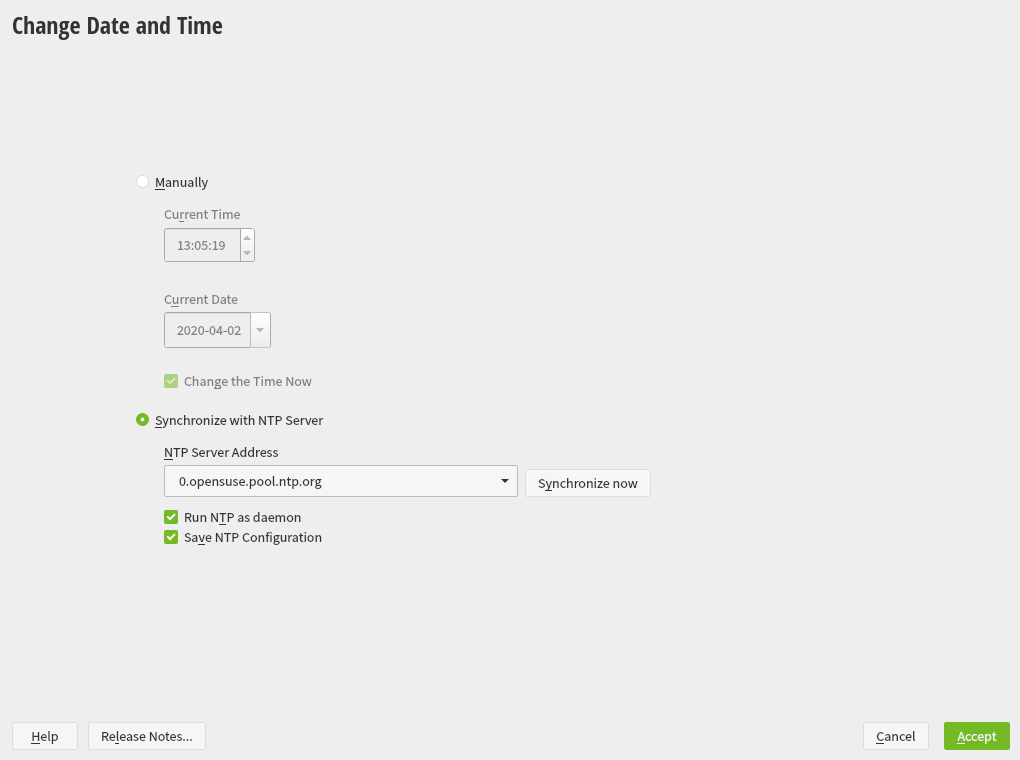 Change Date and Time
Manually
Current Time
13:05:19
Current Date
2020-04-02
Change the Time Now
Synchronize with NTP Server
NTP Server Address
0.opensuse.pool.ntp.org Synchronize now
Run NTP as daemon
Save NTP Configuration
Help Release Notes... Cancel Accept